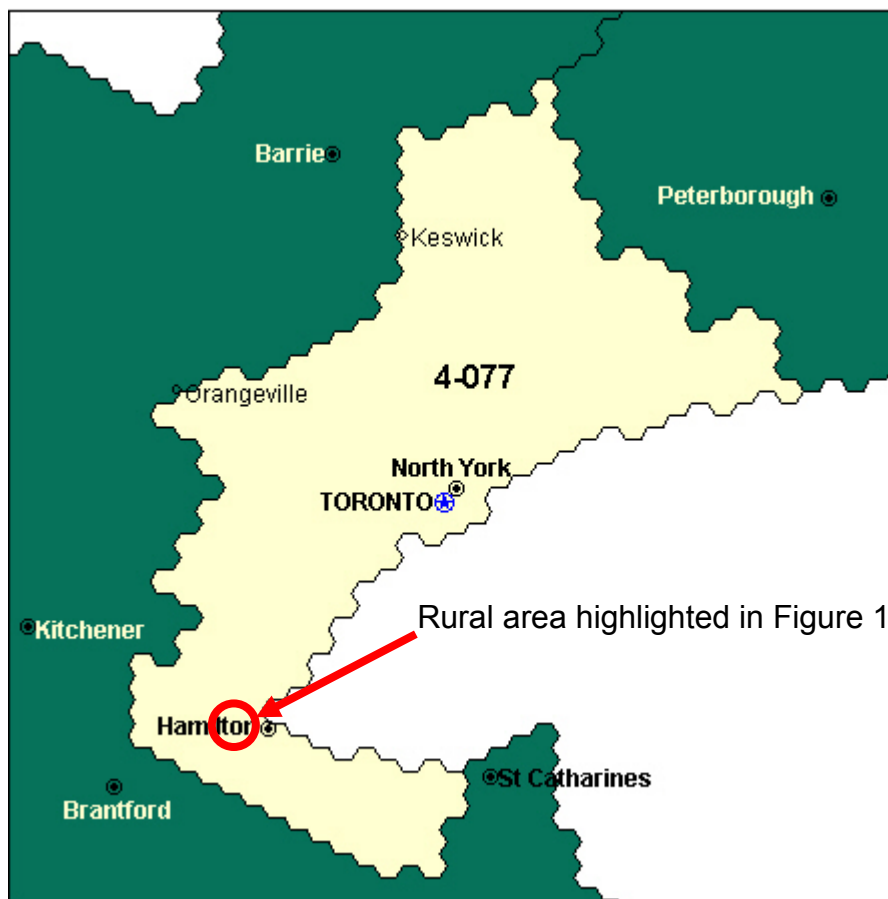 Barrie
Peterborough
Keswick
4-077
Orangeville
North York
TORONTO
Rural area highlighted in Figure 1
Kitchener
Hamilton
St Catharines
Brantford